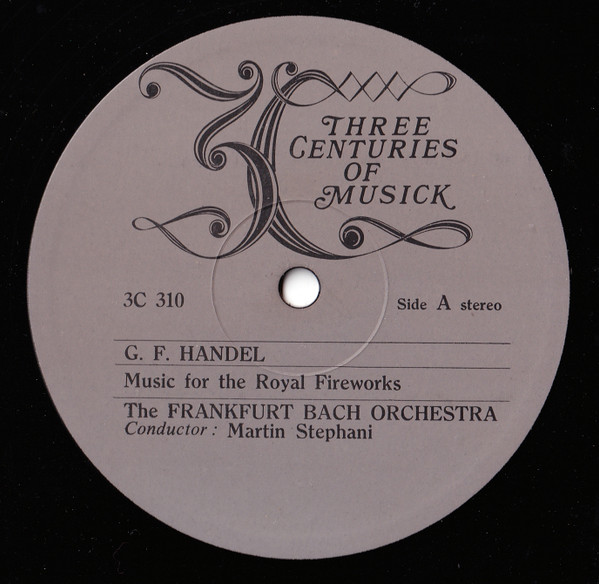 3C
THREE
CENTURIES
OF
MUSICK
3C 310
Side A stereo
G. F. HANDEL
Music for the Royal Fireworks
The FRANKFURT BACH ORCHESTRA
Conductor: Martin Stephani